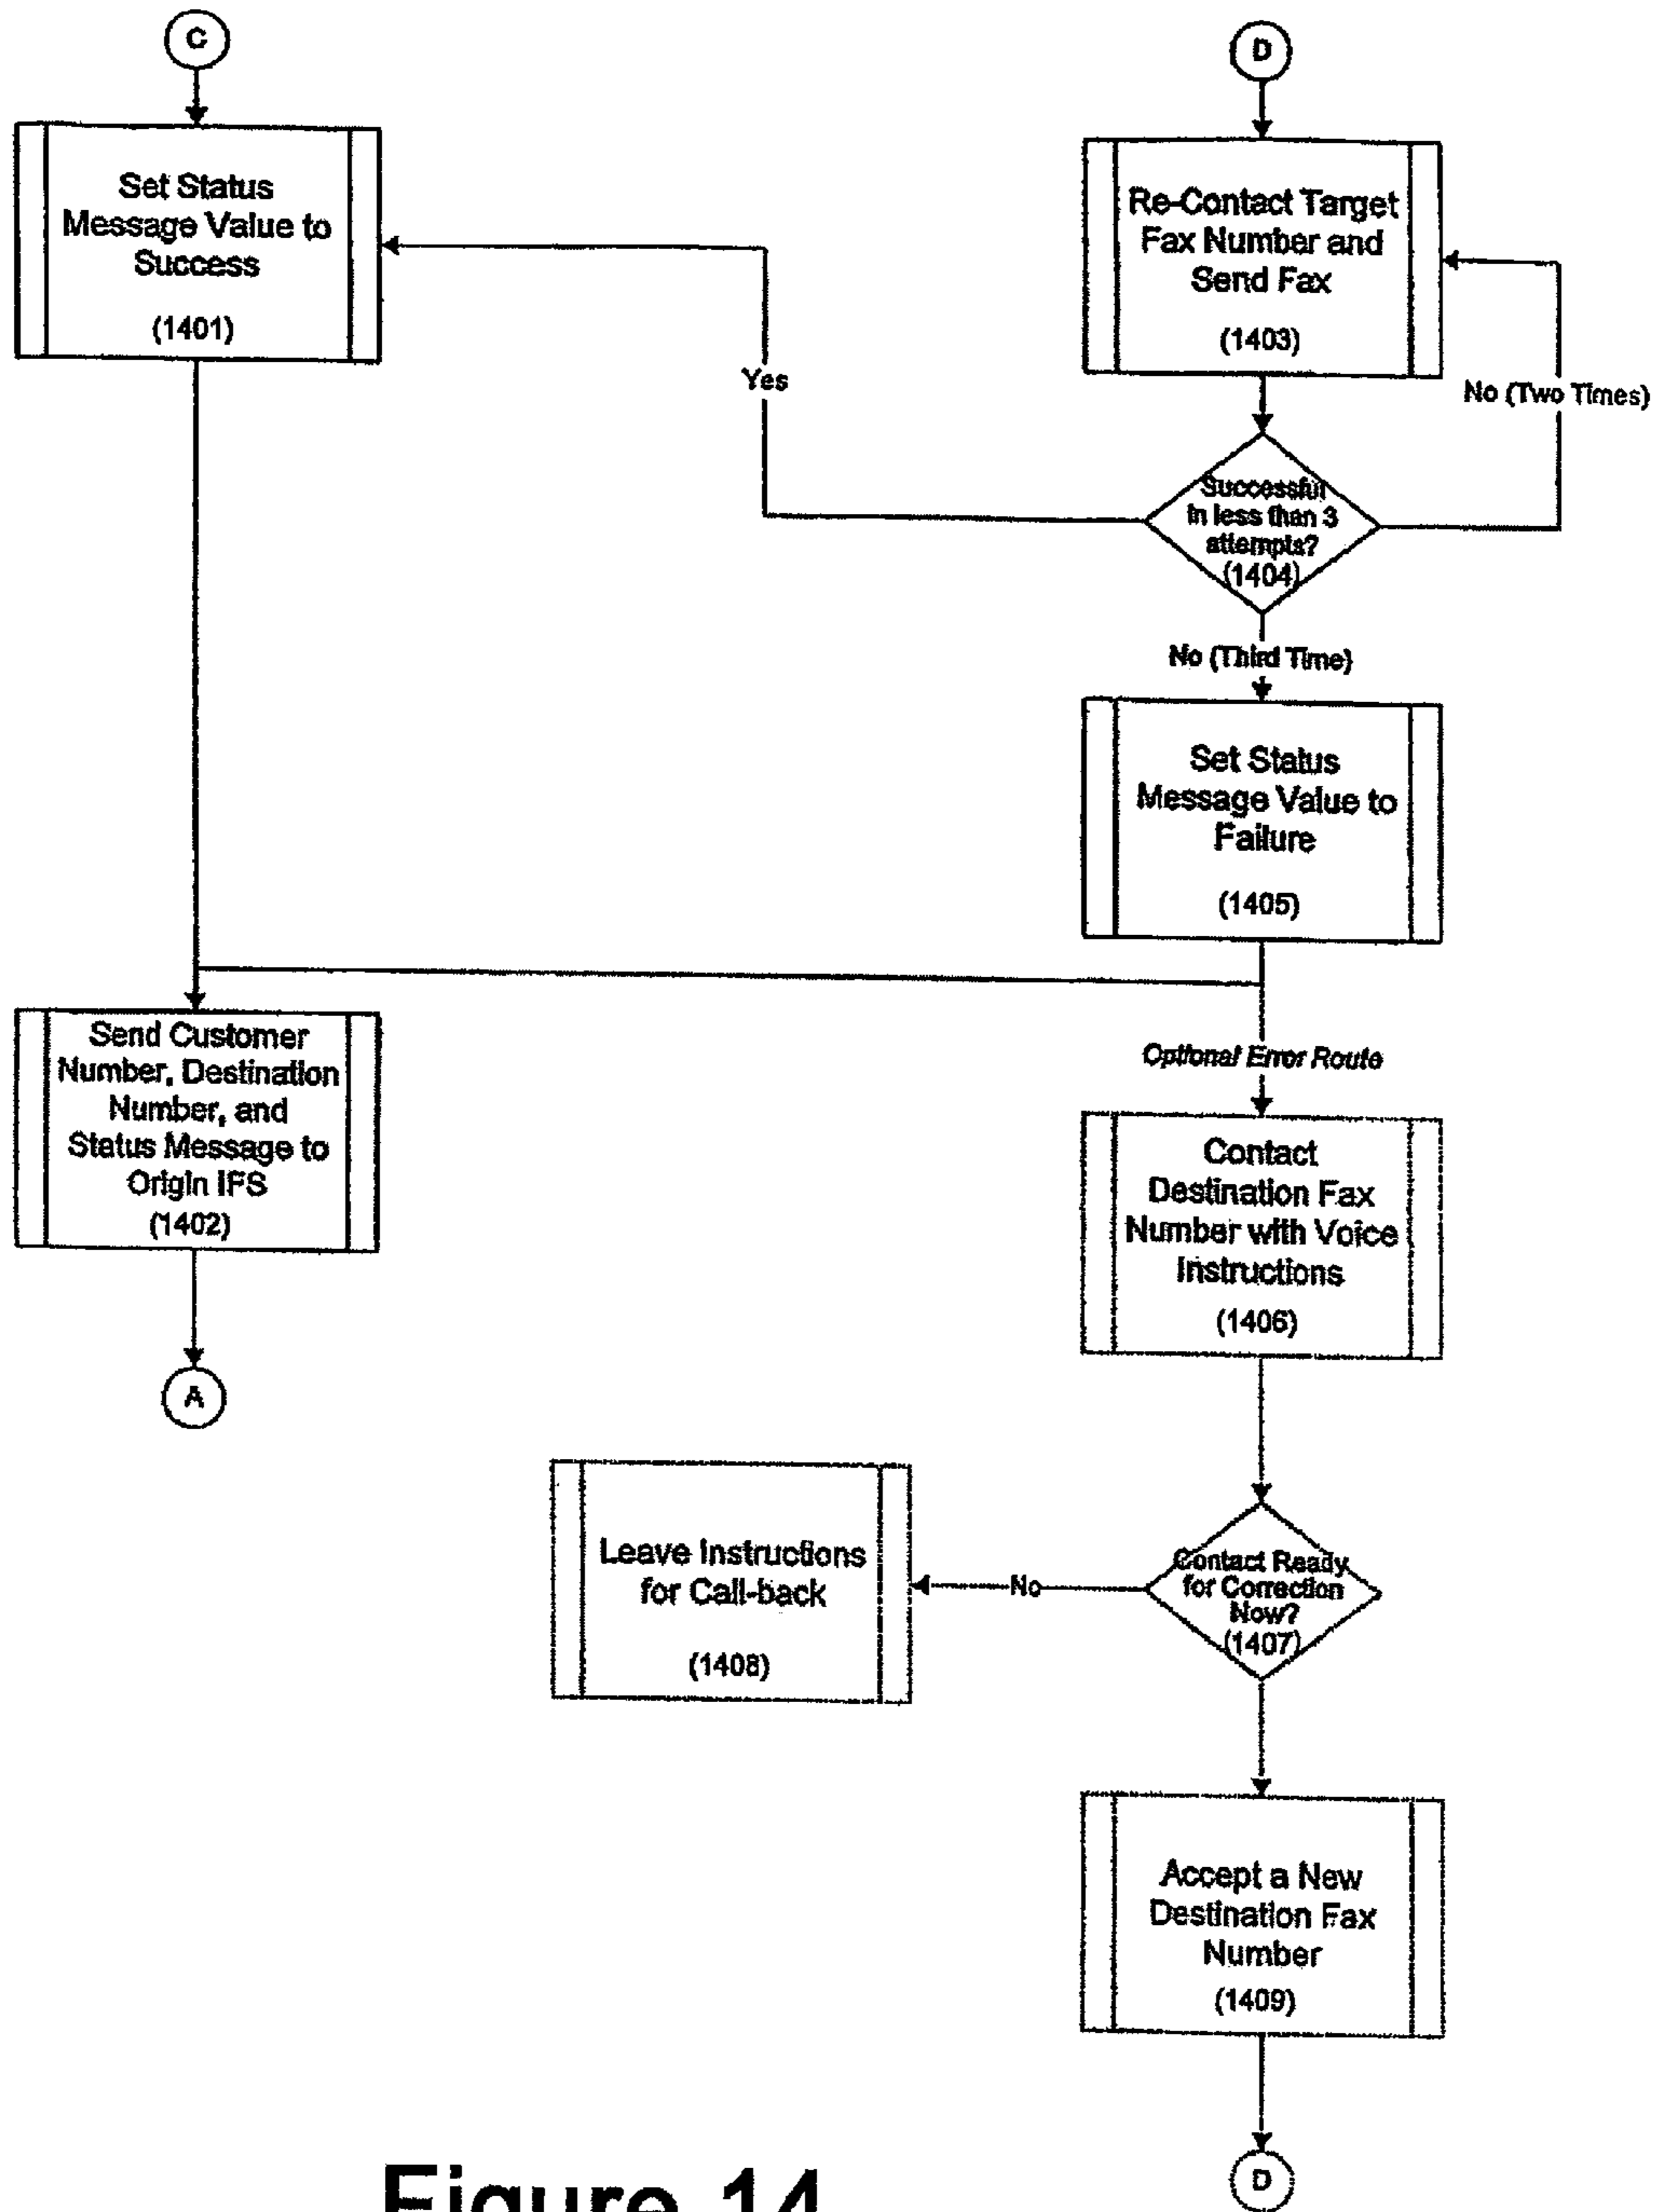 C
Set Status
Message Value to
Success
(1401)
D
Re-Contact Target
Fax Number and
Send Fax
(1403)
Yes
No (Two Times)
Successful
in less than 3
attempts?
(1404)
No (Third Time)
Set Status
Message Value to
Failure
(1405)
Send Customer
Number, Destination
Number, and
Status Message to
Origin IFS
(1402)
A
Optional Error Route
Contact
Destination Fax
Number with Voice
Instructions
(1406)
Contact Ready
for Correction
Now?
(1407)
No
Leave Instructions
for Call-back
(1408)
Accept a New
Destination Fax
Number
(1409)
D
Figure 14